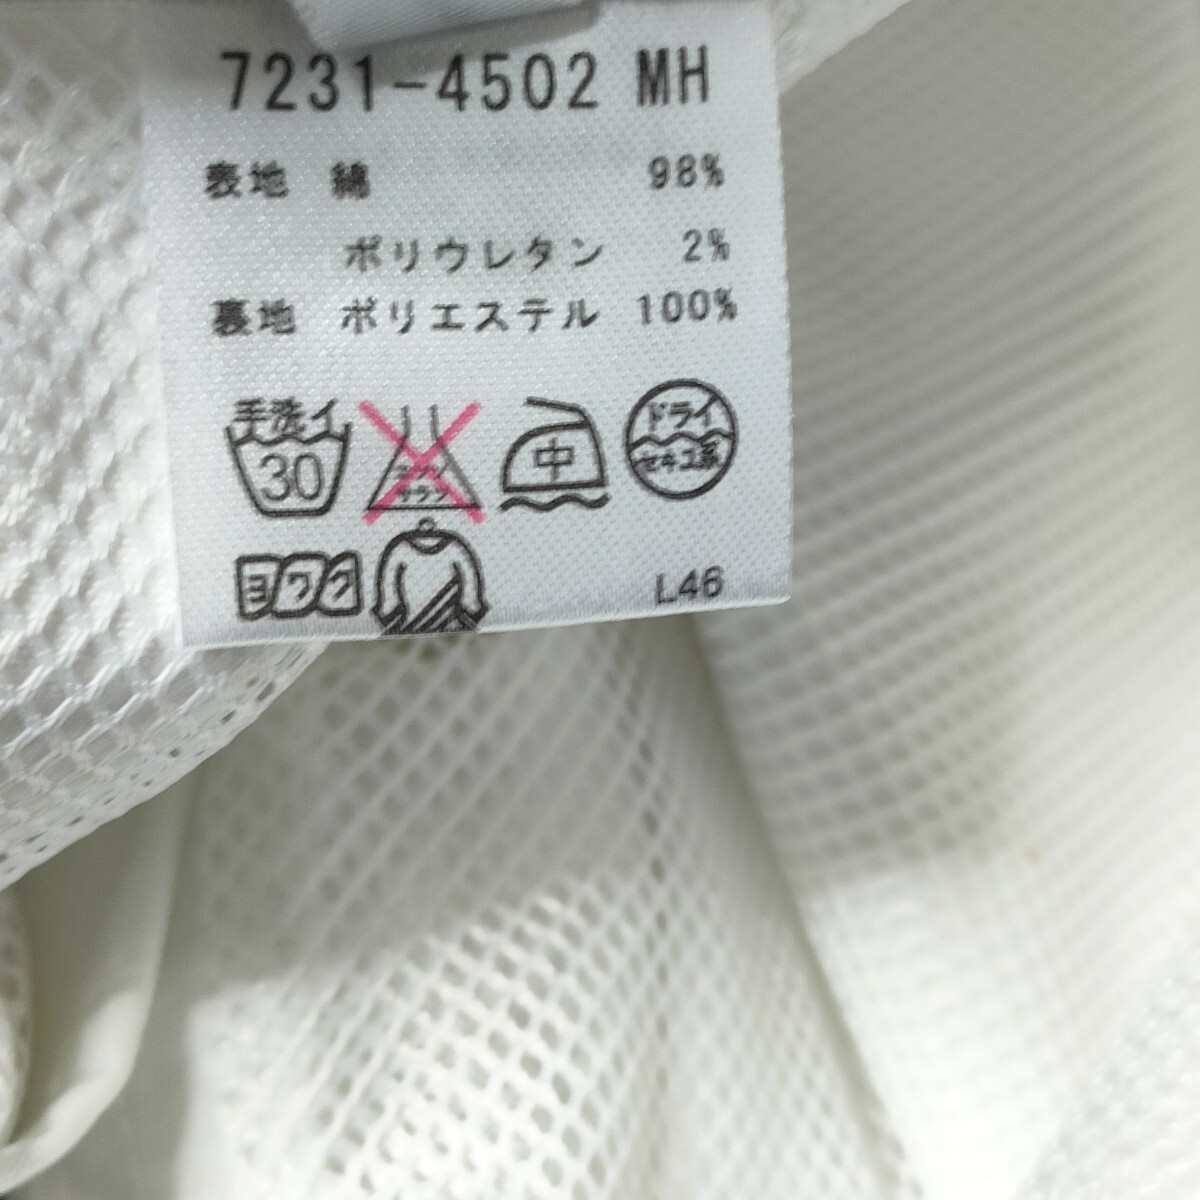 7231-4502 MH
表地 綿 98%
ポリウレタン 2%
裏地 ポリエステル 100%
手洗イ 30
エンソ サラシ
中
ドライ セキユ系
ヨワク
L46